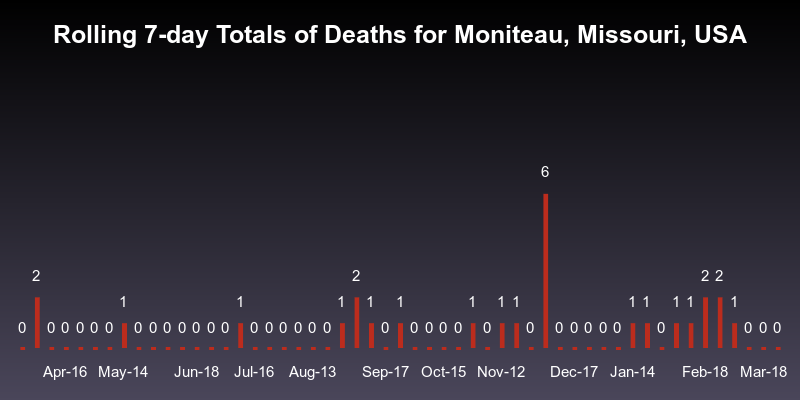 Rolling 7-day Totals of Deaths for Moniteau, Missouri, USA
6
2 2 2 2
1 1 1 1 1 1 1 1 1 1 1 1 1
0 0 0 0 0 0 0 0 0 0 0 0 0 0 0 0 0 0 0 0 0 0 0 0 0 0 0 0 0 0 0 0 0 0 0
Apr-16 May-14 Jun-18 Jul-16 Aug-13 Sep-17 Oct-15 Nov-12 Dec-17 Jan-14 Feb-18 Mar-18